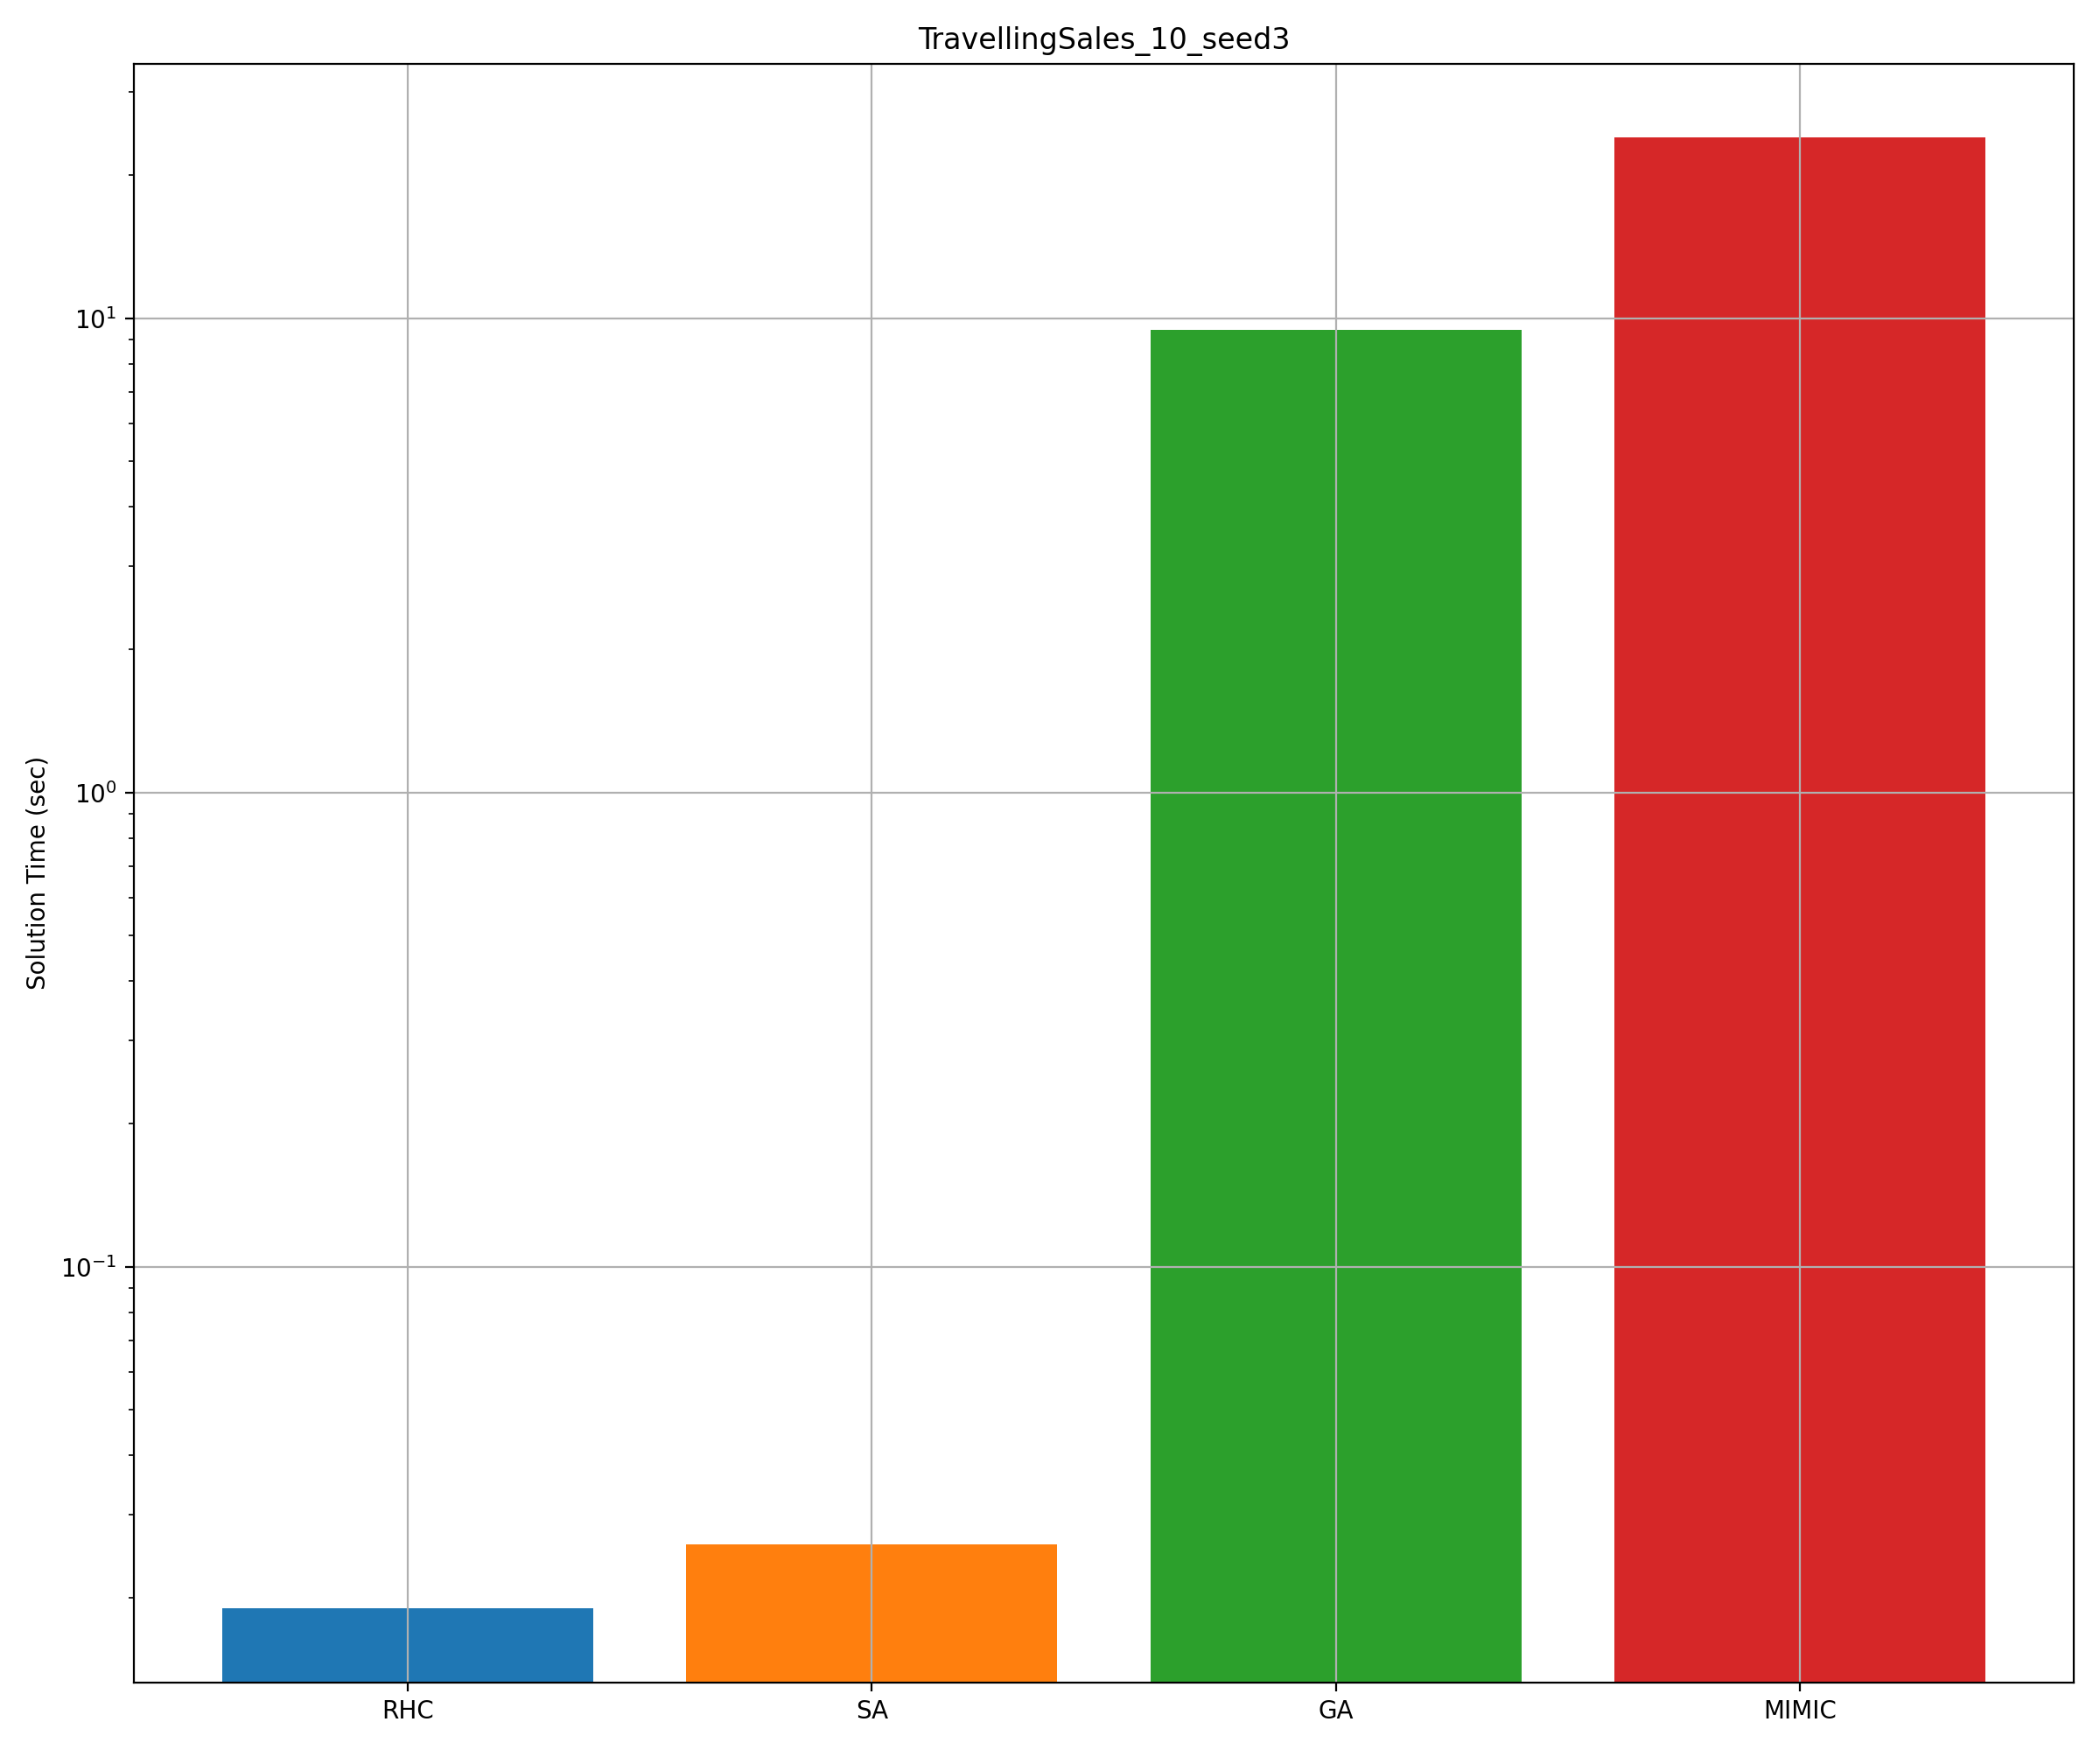 TravellingSales_10_seed3
Solution Time (sec)
10¹
10⁰
10⁻¹
RHC SA GA MIMIC